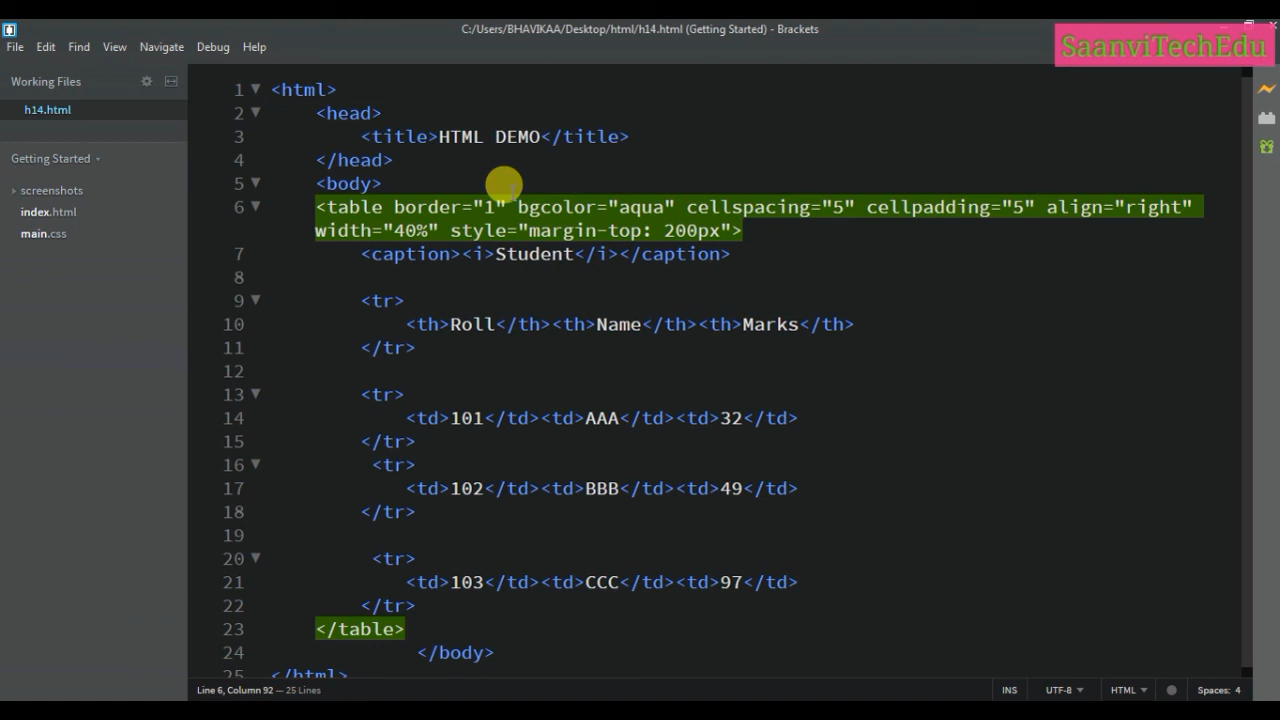 C:/Users/BHAVIKAA/Desktop/html/h14.html (Getting Started) - Brackets
File Edit Find View Navigate Debug Help
SaanviTechEdu
Working Files
h14.html
Getting Started
screenshots
index.html
main.css
1 <html>
2 <head>
3 <title>HTML DEMO</title>
4 </head>
5 <body>
6 <table border="1" bgcolor="aqua" cellspacing="5" cellpadding="5" align="right"
width="40%" style="margin-top: 200px">
7 <caption><i>Student</i></caption>
8
9 <tr>
10 <th>Roll</th><th>Name</th><th>Marks</th>
11 </tr>
12
13 <tr>
14 <td>101</td><td>AAA</td><td>32</td>
15 </tr>
16 <tr>
17 <td>102</td><td>BBB</td><td>49</td>
18 </tr>
19
20 <tr>
21 <td>103</td><td>CCC</td><td>97</td>
22 </tr>
23 </table>
24 </body>
25 </html>
Line 6, Column 92 — 25 Lines
INS UTF-8 HTML Spaces: 4